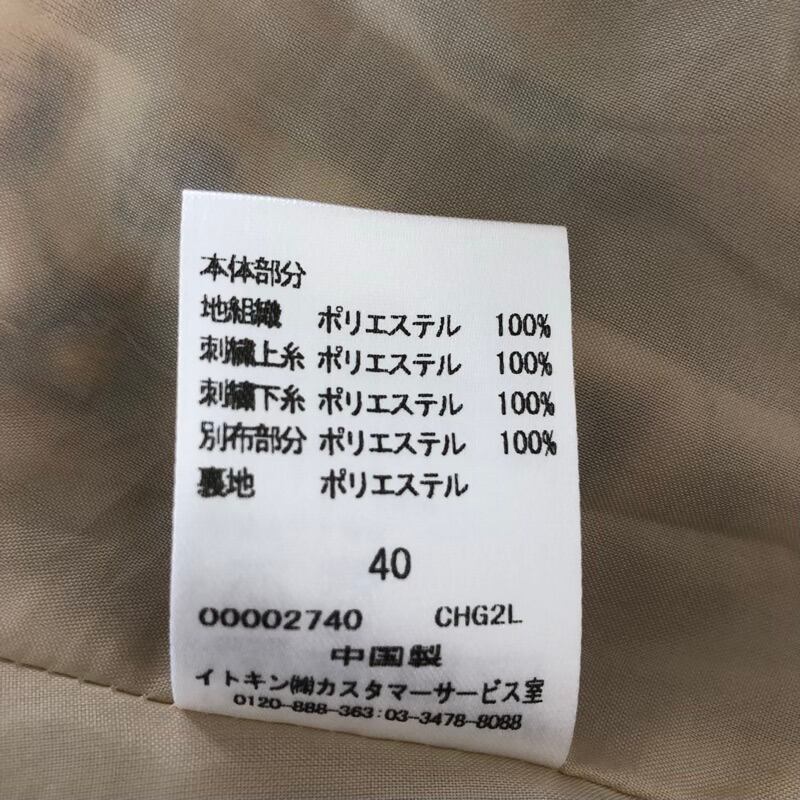 本体部分
地組織 ポリエステル 100%
刺繍上糸 ポリエステル 100%
刺繍下糸 ポリエステル 100%
別布部分 ポリエステル 100%
裏地 ポリエステル
40
00002740 CHG2L
中国製
イトキン㈱カスタマーサービス室
0120-888-363:03-3478-8088